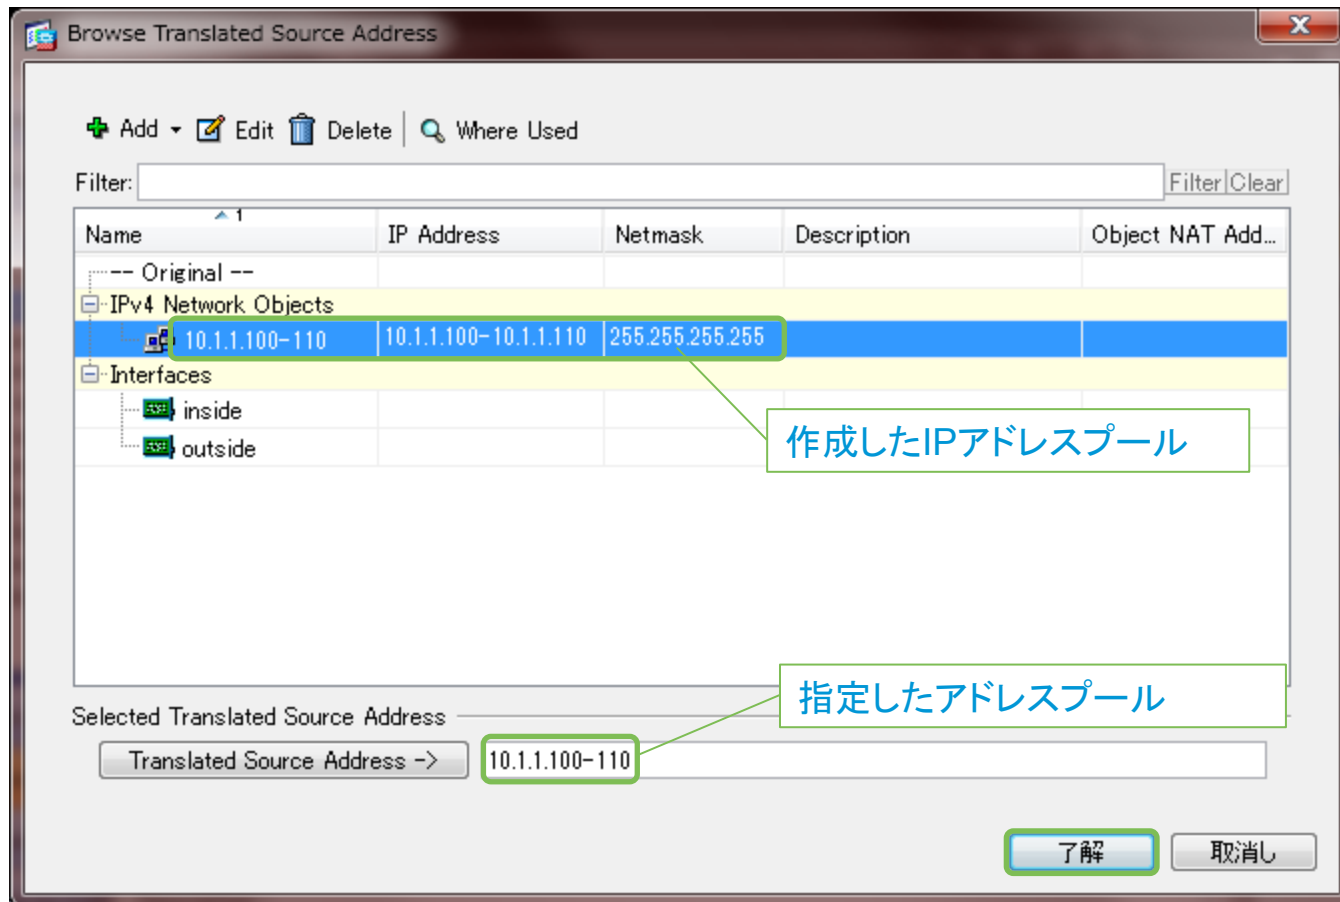 Browse Translated Source Address
Add Edit Delete Where Used
Filter: Filter Clear
1
Name IP Address Netmask Description Object NAT Add...
-- Original --
IPv4 Network Objects
10.1.1.100-110 10.1.1.100-10.1.1.110 255.255.255.255
Interfaces
inside
作成したIPアドレスプール
outside
指定したアドレスプール
Selected Translated Source Address
Translated Source Address -> 10.1.1.100-110
了解 取消し